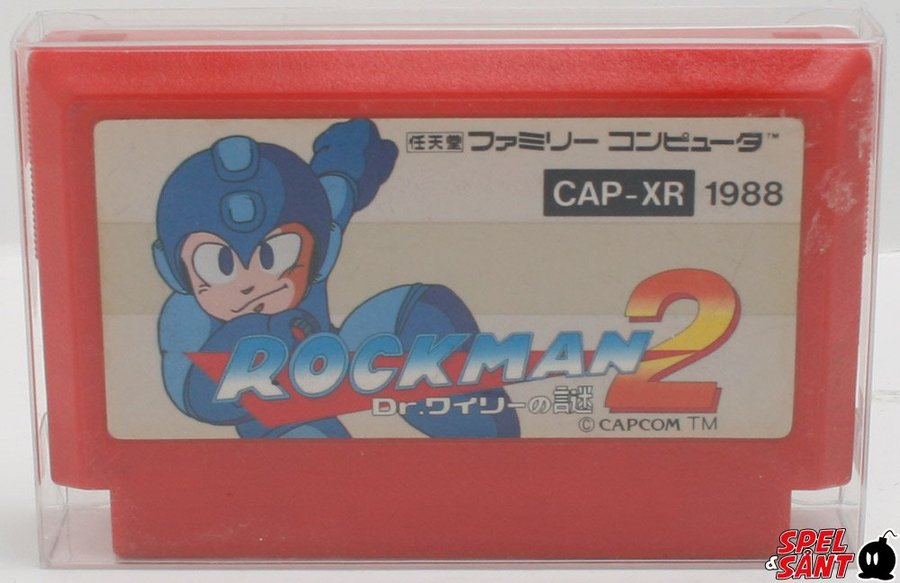 任天堂 ファミリー コンピュータ™
CAP-XR 1988
ROCKMAN 2
Dr.ワイリーの謎
© CAPCOM TM
SPEL
& SÅNT